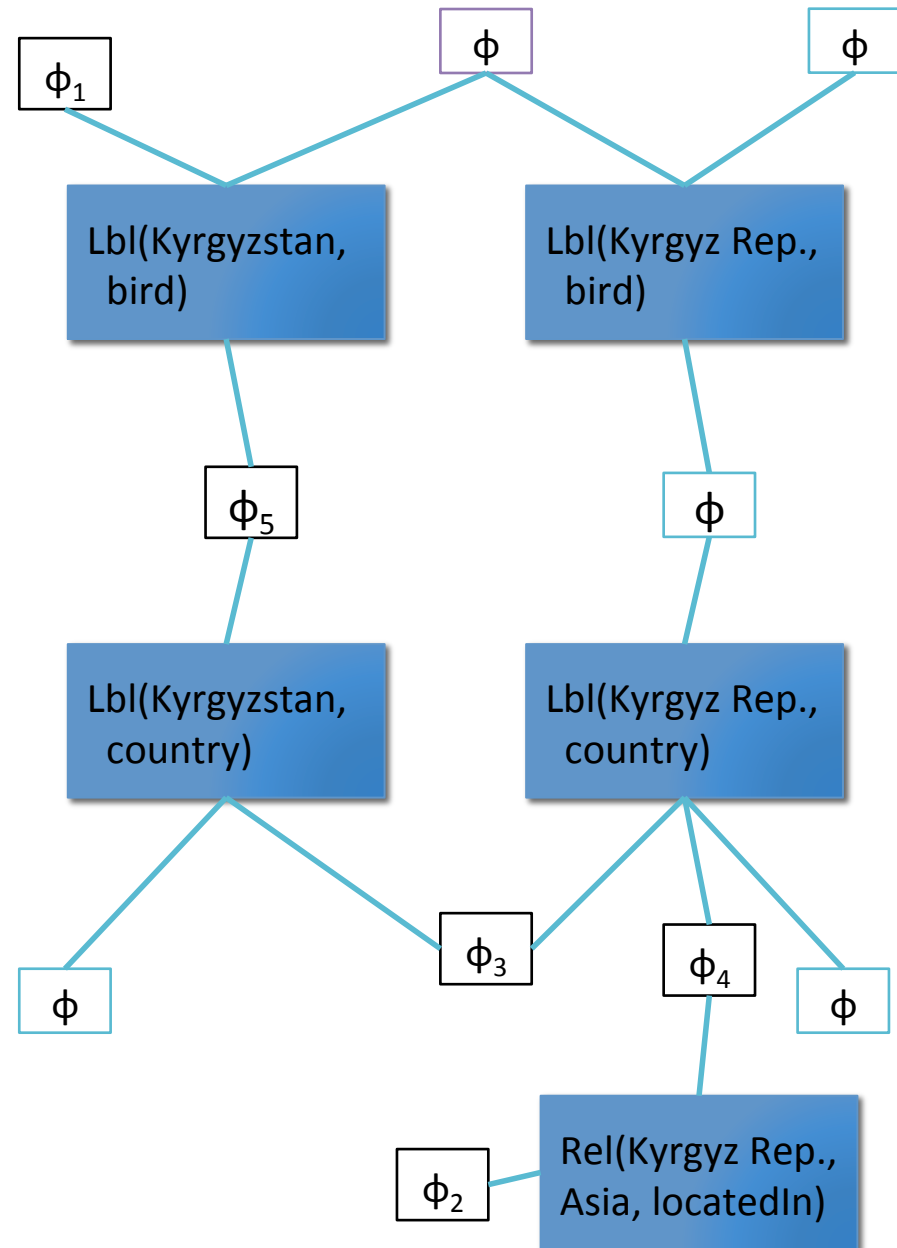 ϕ₁
ϕ
ϕ
Lbl(Kyrgyzstan,
bird)
Lbl(Kyrgyz Rep.,
bird)
ϕ₅
ϕ
Lbl(Kyrgyzstan,
country)
Lbl(Kyrgyz Rep.,
country)
ϕ
ϕ₃
ϕ₄
ϕ
ϕ₂
Rel(Kyrgyz Rep.,
Asia, locatedIn)